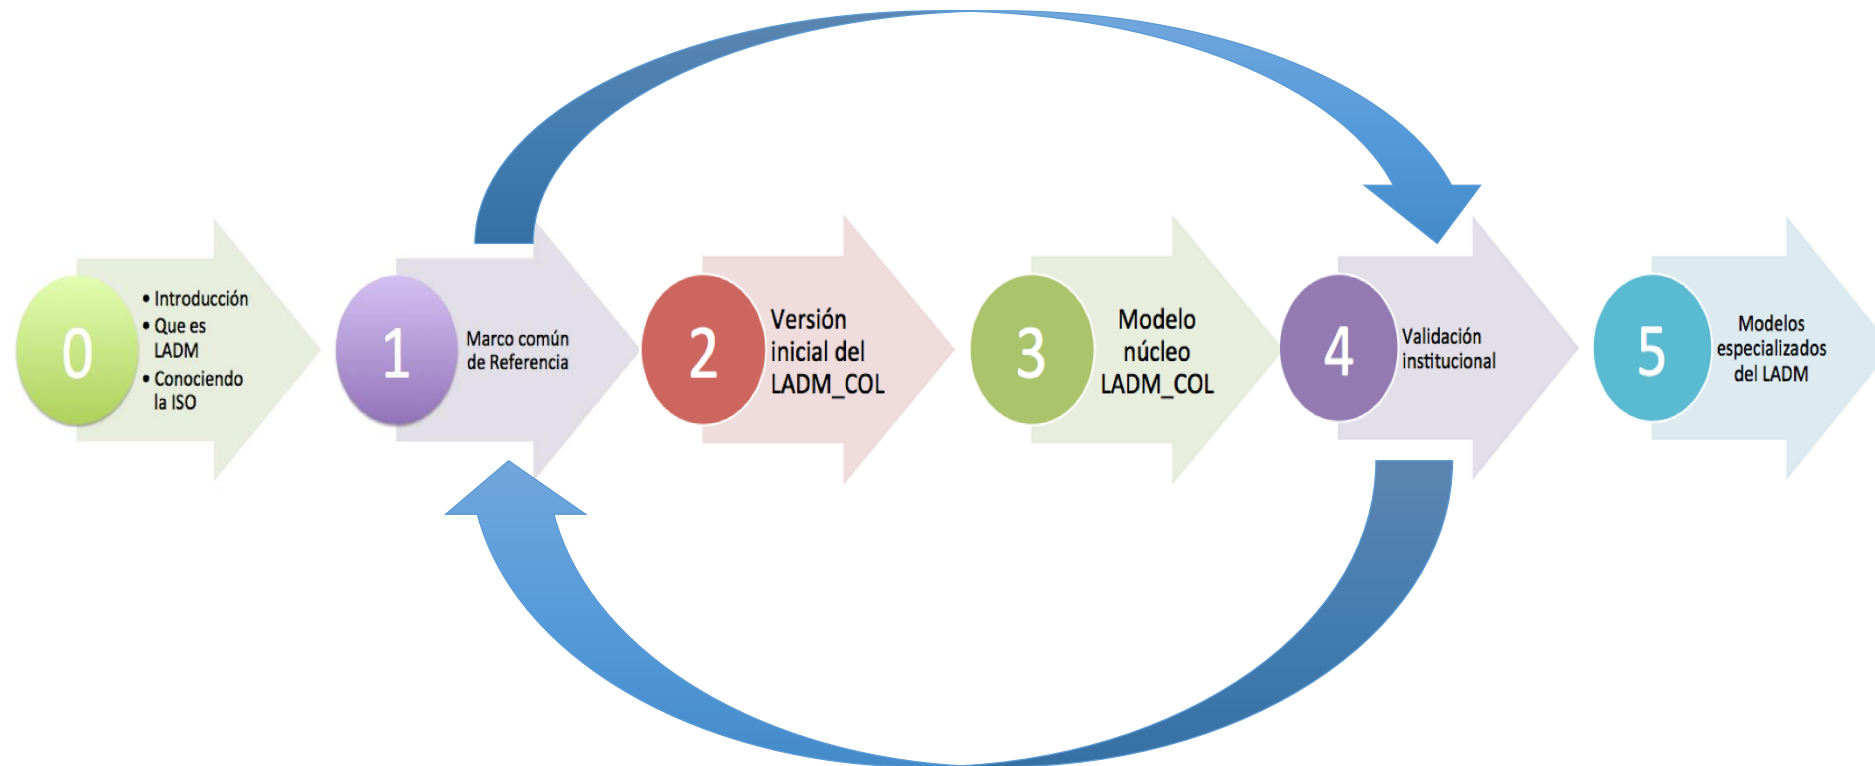 0
• Introducción
• Que es
LADM
• Conociendo
la ISO
1
Marco común
de Referencia
2
Versión
inicial del
LADM_COL
3
Modelo
núcleo
LADM_COL
4
Validación
institucional
5
Modelos
especializados
del LADM